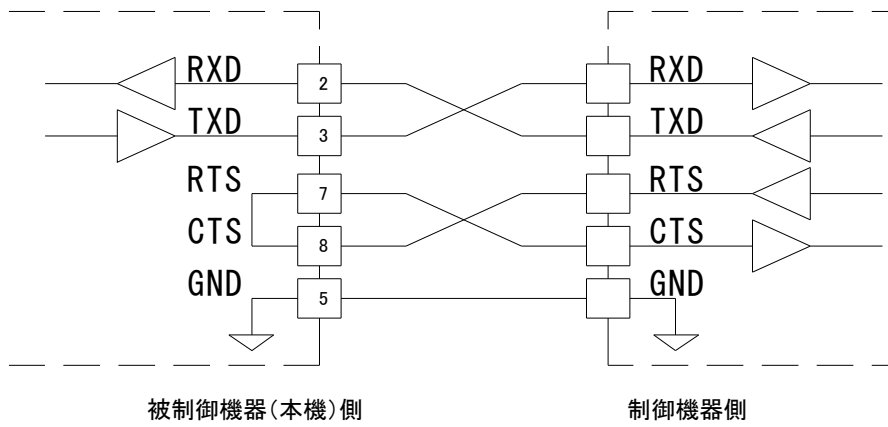 RXD 2 RXD
TXD 3 TXD
RTS 7 RTS
CTS 8 CTS
GND 5 GND
被制御機器(本機)側 制御機器側